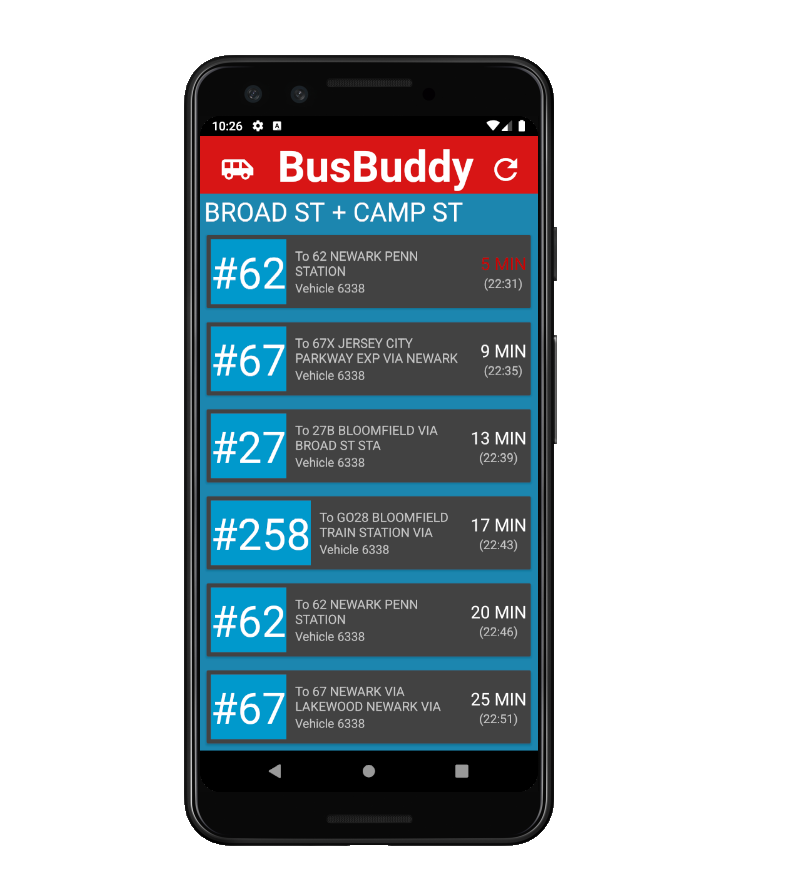 10:26
BusBuddy
BROAD ST + CAMP ST
#62
To 62 NEWARK PENN
STATION
Vehicle 6338
5 MIN
(22:31)
#67
To 67X JERSEY CITY
PARKWAY EXP VIA NEWARK
Vehicle 6338
9 MIN
(22:35)
#27
To 27B BLOOMFIELD VIA
BROAD ST STA
Vehicle 6338
13 MIN
(22:39)
#258
To GO28 BLOOMFIELD
TRAIN STATION VIA
Vehicle 6338
17 MIN
(22:43)
#62
To 62 NEWARK PENN
STATION
Vehicle 6338
20 MIN
(22:46)
#67
To 67 NEWARK VIA
LAKEWOOD NEWARK VIA
Vehicle 6338
25 MIN
(22:51)